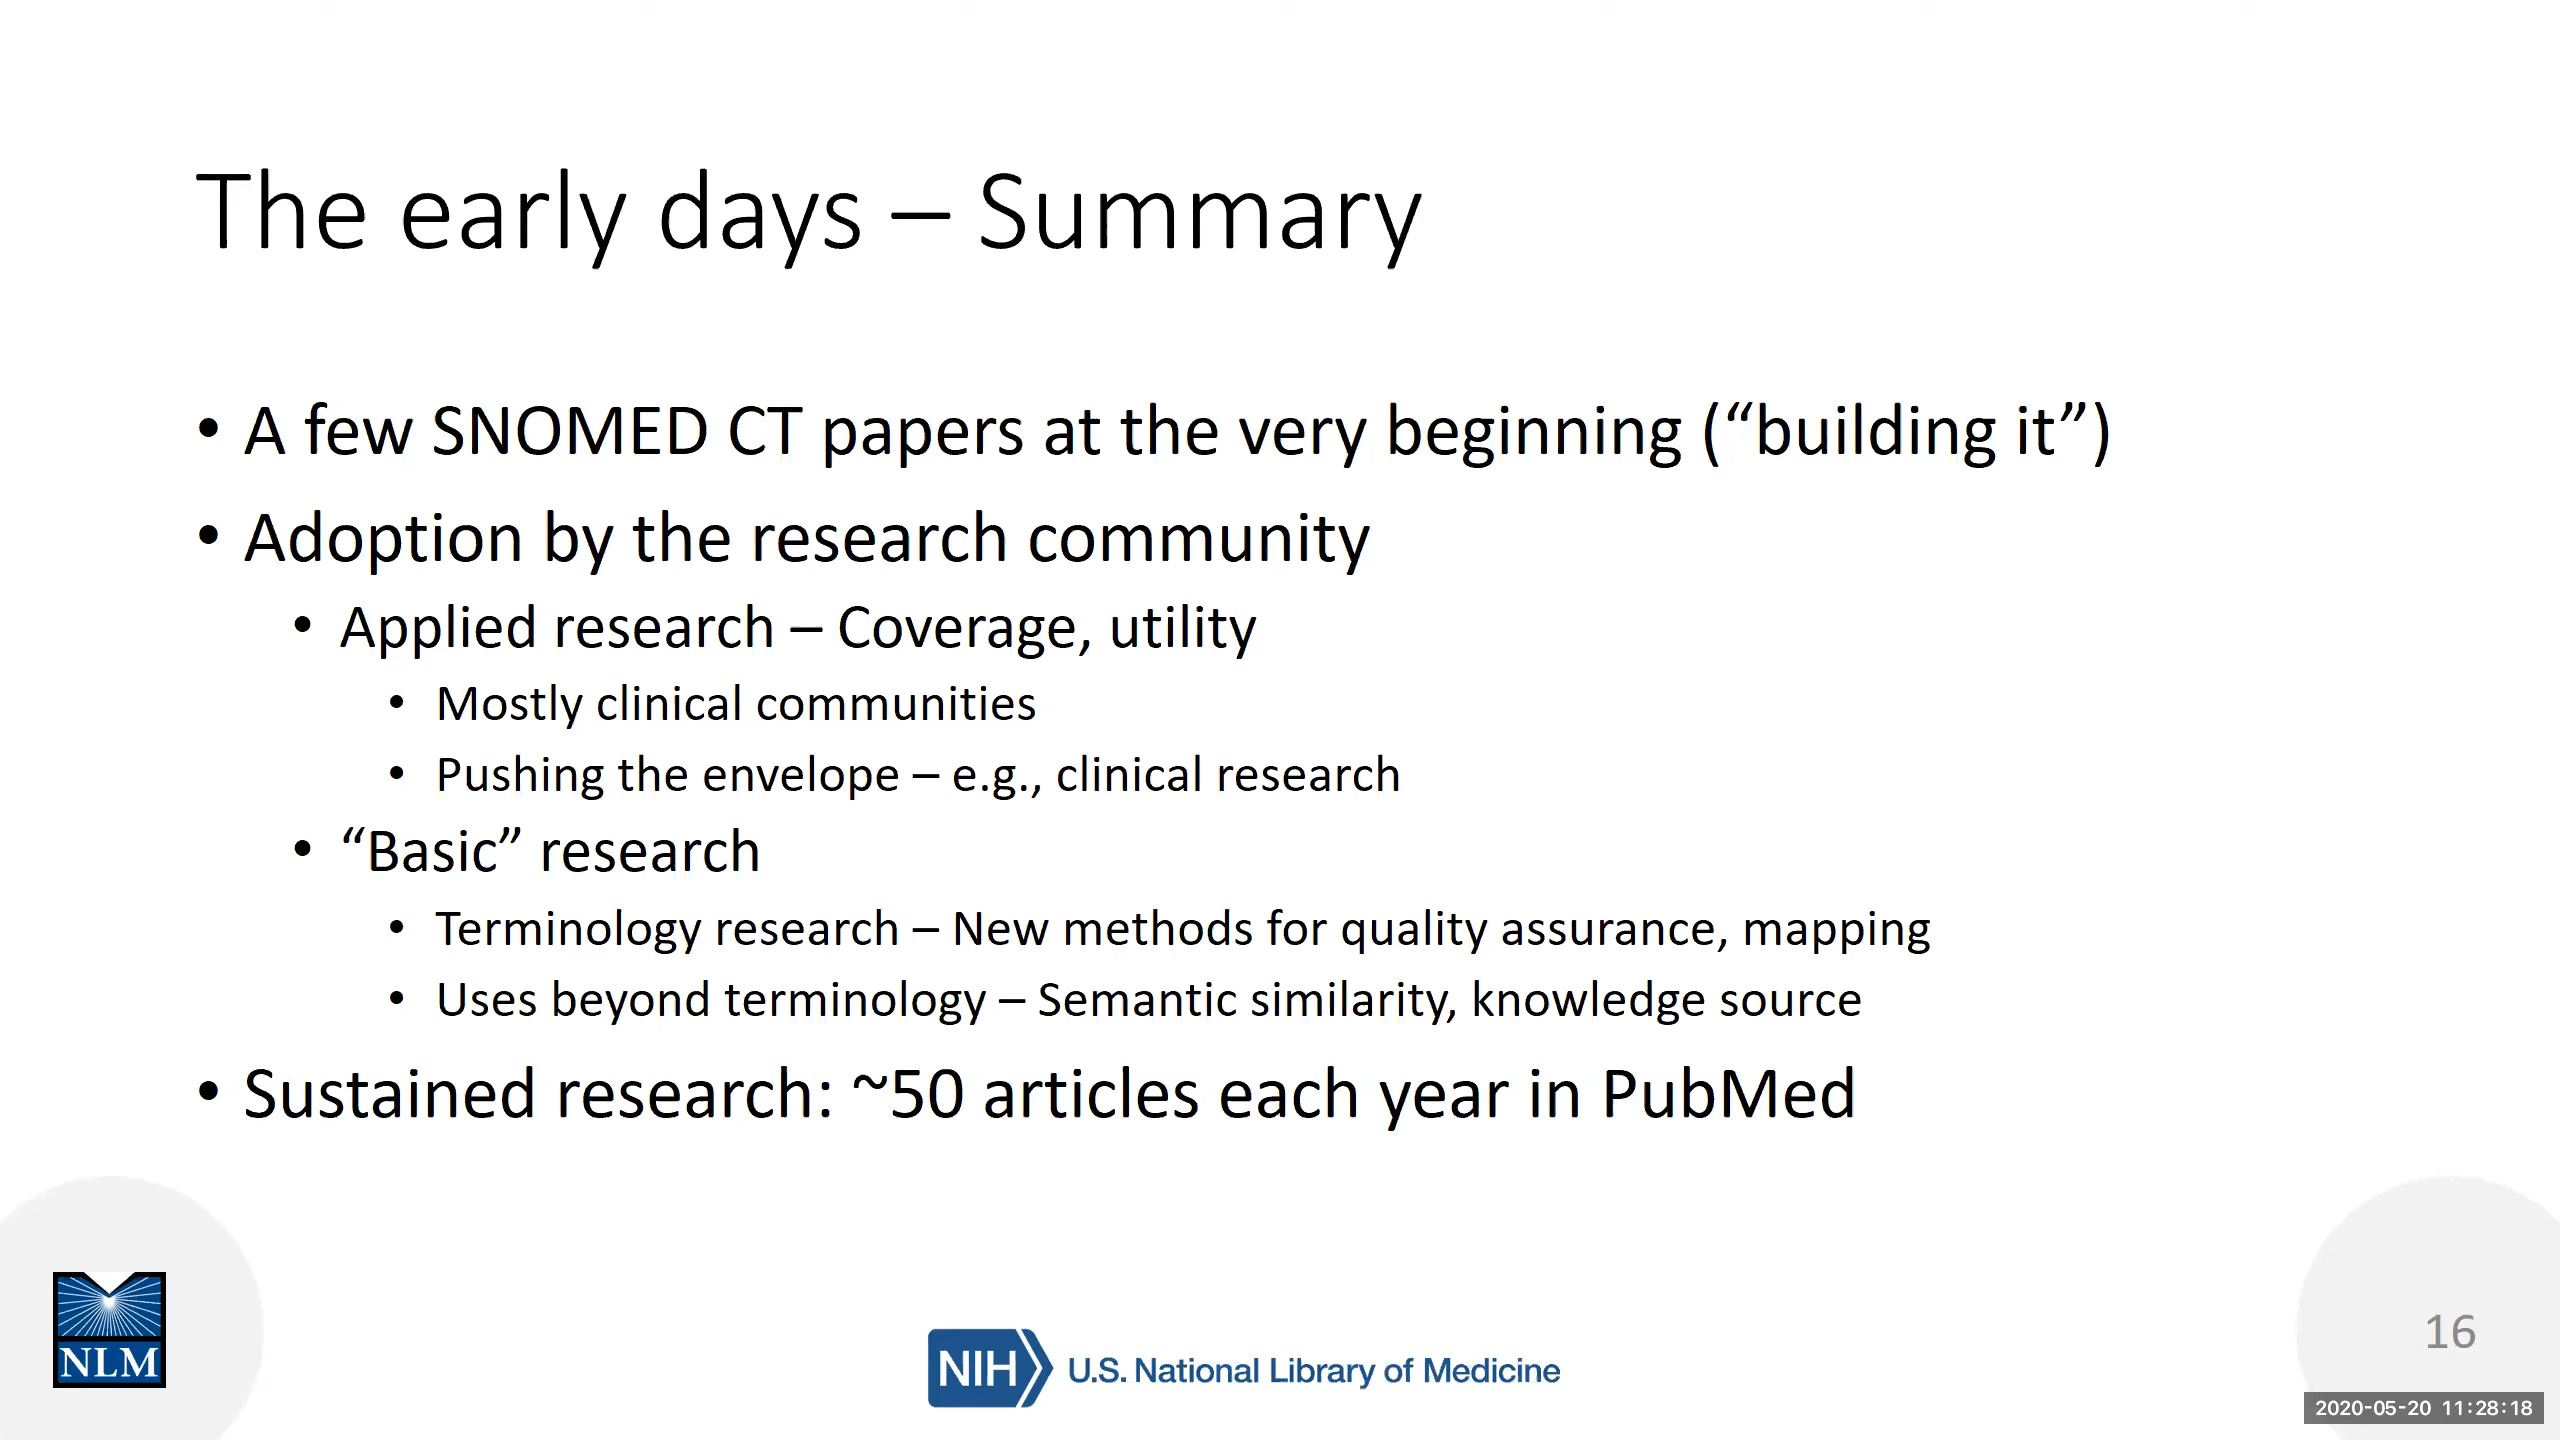 The early days – Summary
• A few SNOMED CT papers at the very beginning (“building it”)
• Adoption by the research community
• Applied research – Coverage, utility
• Mostly clinical communities
• Pushing the envelope – e.g., clinical research
• “Basic” research
• Terminology research – New methods for quality assurance, mapping
• Uses beyond terminology – Semantic similarity, knowledge source
• Sustained research: ~50 articles each year in PubMed
NLM
NIH U.S. National Library of Medicine
16
2020-05-20 11:28:18